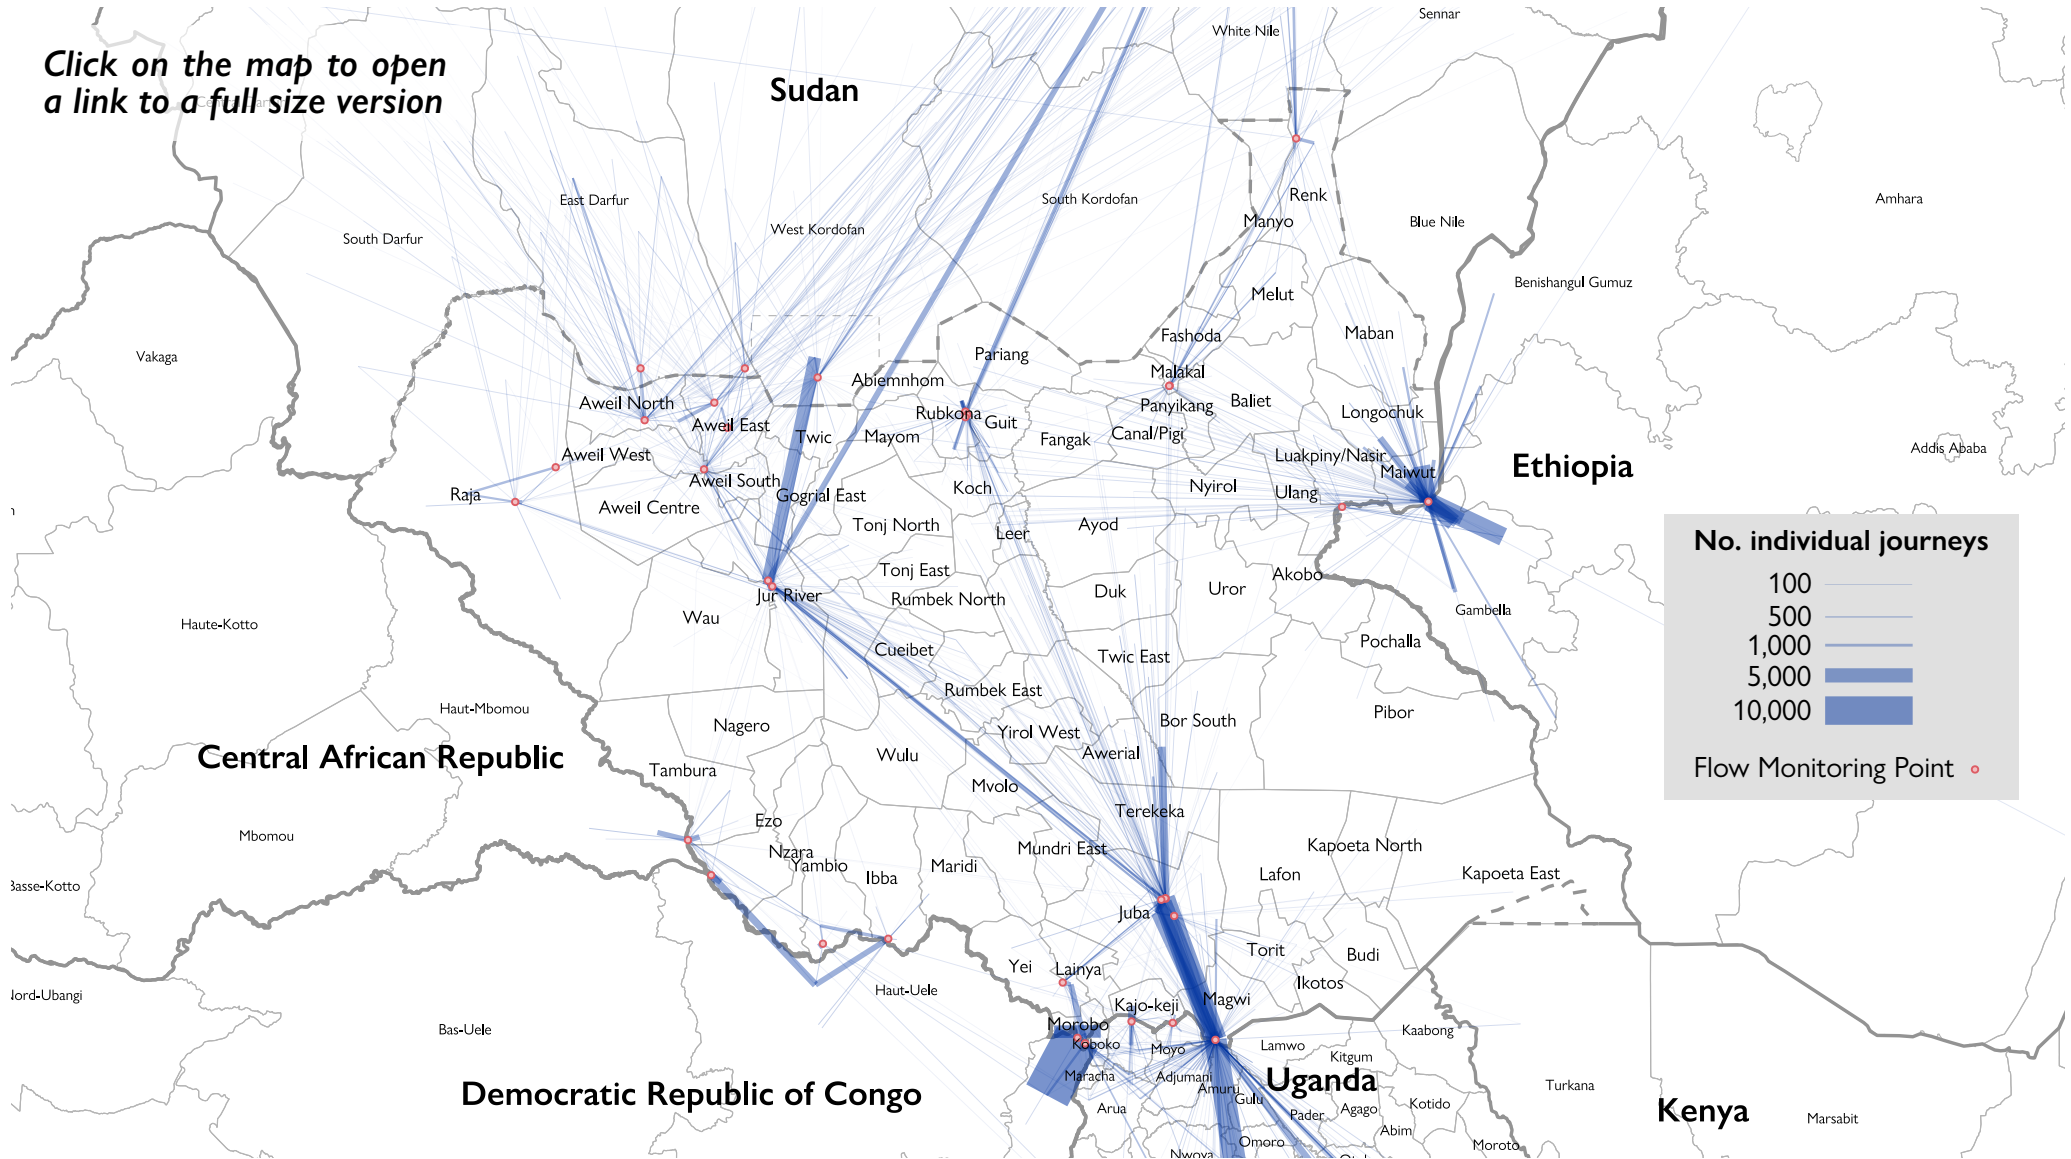 Click on the map to open
a link to a full size version
Central Darfur
Sudan
White Nile
Sennar
East Darfur
South Darfur
West Kordofan
South Kordofan
Renk
Manyo
Blue Nile
Amhara
Benishangul Gumuz
Melut
Maban
Fashoda
Vakaga
Pariang
Malakal
Abiemnhom
Aweil North
Rubkona
Guit
Panyikang
Baliet
Longochuk
Aweil East
Twic
Mayom
Fangak
Canal/Pigi
Aweil West
Luakpiny/Nasir
Maiwut
Ethiopia
Addis Ababa
Raja
Aweil South
Gogrial East
Koch
Nyirol
Ulang
Aweil Centre
Tonj North
Leer
Ayod
No. individual journeys
100
500
1,000
5,000
10,000
Flow Monitoring Point
Tonj East
Akobo
Jur River
Rumbek North
Duk
Uror
Wau
Gambella
Haute-Kotto
Cueibet
Twic East
Pochalla
Rumbek East
Haut-Mbomou
Nagero
Yirol West
Bor South
Pibor
Central African Republic
Wulu
Awerial
Tambura
Mvolo
Terekeka
Mbomou
Ezo
Nzara
Yambio
Ibba
Maridi
Mundri East
Kapoeta North
Lafon
Kapoeta East
Basse-Kotto
Juba
Torit
Budi
Yei
Lainya
Ikotos
Nord-Ubangi
Haut-Uele
Kajo-keji
Magwi
Bas-Uele
Morobo
Koboko
Moyo
Lamwo
Kaabong
Kitgum
Maracha
Adjumani
Amuru
Uganda
Democratic Republic of Congo
Gulu
Turkana
Kenya
Arua
Pader
Agago
Kotido
Marsabit
Abim
Omoro
Moroto
Nwoya